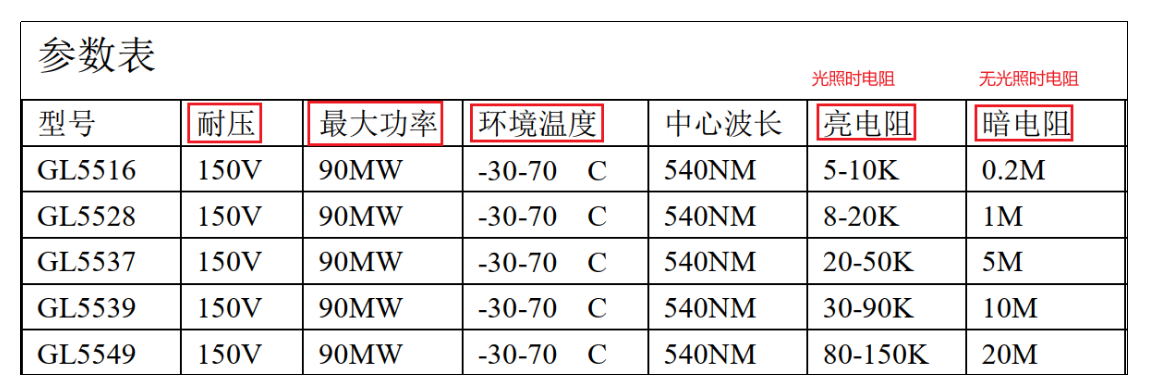 参数表
光照时电阻 无光照时电阻
型号 耐压 最大功率 环境温度 中心波长 亮电阻 暗电阻
GL5516 150V 90MW -30-70 C 540NM 5-10K 0.2M
GL5528 150V 90MW -30-70 C 540NM 8-20K 1M
GL5537 150V 90MW -30-70 C 540NM 20-50K 5M
GL5539 150V 90MW -30-70 C 540NM 30-90K 10M
GL5549 150V 90MW -30-70 C 540NM 80-150K 20M